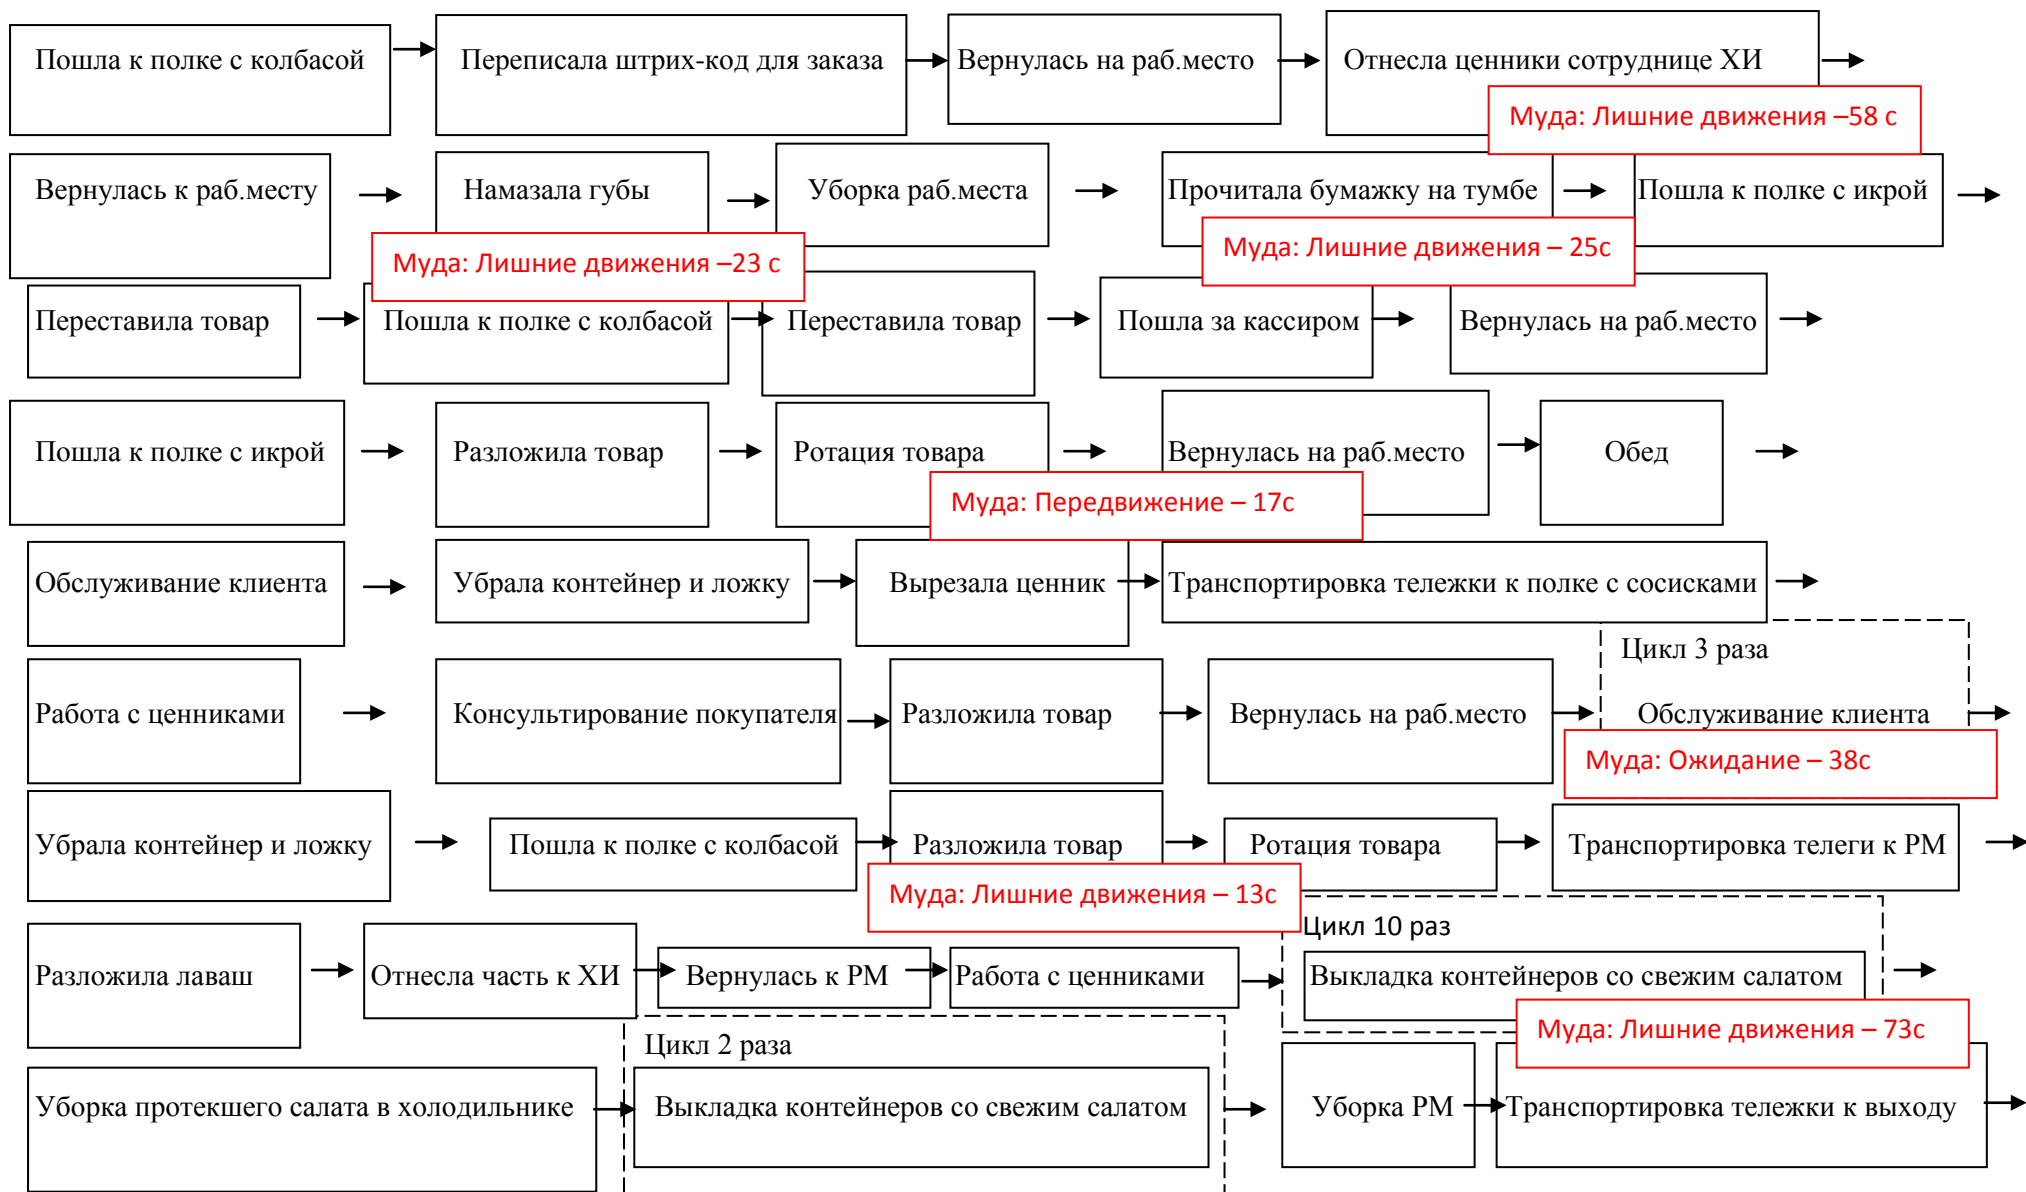 Пошла к полке с колбасой
Переписала штрих-код для заказа
Вернулась на раб.место
Отнесла ценники сотруднице ХИ
Муда: Лишние движения –58 с
Вернулась к раб.месту
Намазала губы
Уборка раб.места
Прочитала бумажку на тумбе
Пошла к полке с икрой
Муда: Лишние движения –23 с
Муда: Лишние движения – 25с
Переставила товар
Пошла к полке с колбасой
Переставила товар
Пошла за кассиром
Вернулась на раб.место
Пошла к полке с икрой
Разложила товар
Ротация товара
Вернулась на раб.место
Обед
Муда: Передвижение – 17с
Обслуживание клиента
Убрала контейнер и ложку
Вырезала ценник
Транспортировка тележки к полке с сосисками
Цикл 3 раза
Работа с ценниками
Консультирование покупателя
Разложила товар
Вернулась на раб.место
Обслуживание клиента
Муда: Ожидание – 38с
Убрала контейнер и ложку
Пошла к полке с колбасой
Разложила товар
Ротация товара
Транспортировка телеги к РМ
Муда: Лишние движения – 13с
Цикл 10 раз
Разложила лаваш
Отнесла часть к ХИ
Вернулась к РМ
Работа с ценниками
Выкладка контейнеров со свежим салатом
Муда: Лишние движения – 73с
Цикл 2 раза
Уборка протекшего салата в холодильнике
Выкладка контейнеров со свежим салатом
Уборка РМ
Транспортировка тележки к выходу